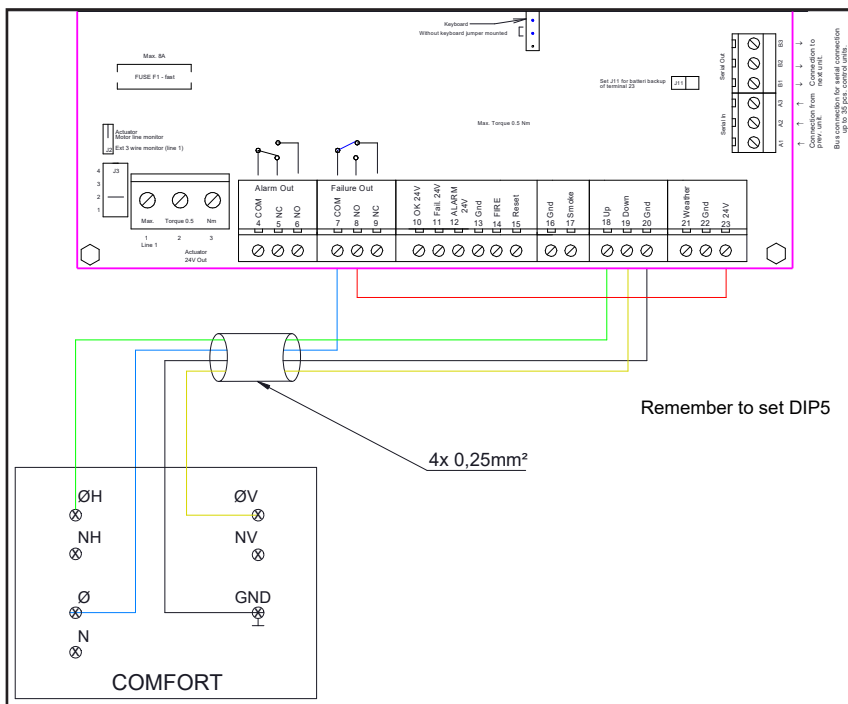 Keyboard
Without keyboard jumper mounted
Max. 8A
FUSE F1 - fast
Set J11 for batteri backup
of terminal 23
J11
Max. Torque 0.5 Nm
Serial Out
Serial In
B3
B2
B1
A3
A2
A1
Connection to
next unit.
Connection from
prev. unit.
Bus connection for serial connection
up to 35 pcs. control units.
Actuator
Motor line monitor
J2
Ext 3 wire monitor (line 1)
J3
4
3
2
1
Max. Torque 0.5 Nm
1 2 3
Line 1
Actuator
24V Out
Alarm Out
4 COM
5 NC
6 NO
Failure Out
7 COM
8 NO
9 NC
10 OK 24V
11 Fail. 24V
12 ALARM
24V
13 Gnd
14 FIRE
15 Reset
16 Gnd
17 Smoke
18 Up
19 Down
20 Gnd
21 Weather
22 Gnd
23 24V
Remember to set DIP5
4x 0,25mm²
ØH ØV
NH NV
Ø GND
N
COMFORT